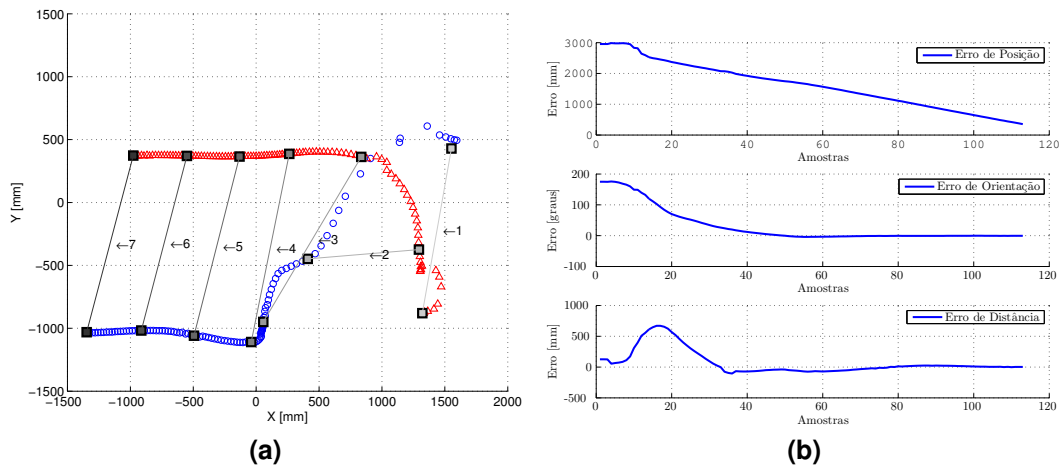 1500
1000
500
0
−500
−1000
−1500
Y [mm]
−1500
−1000
−500
0
500
1000
1500
2000
X [mm]
←1
←2
←3
←4
←5
←6
←7
(a)
3000
2000
1000
0
Erro [mm]
Erro de Posição
0 20 40 60 80 100 120
Amostras
200
100
0
−100
Erro [graus]
Erro de Orientação
0 20 40 60 80 100 120
Amostras
1000
500
0
−500
Erro [mm]
Erro de Distância
0 20 40 60 80 100 120
Amostras
(b)